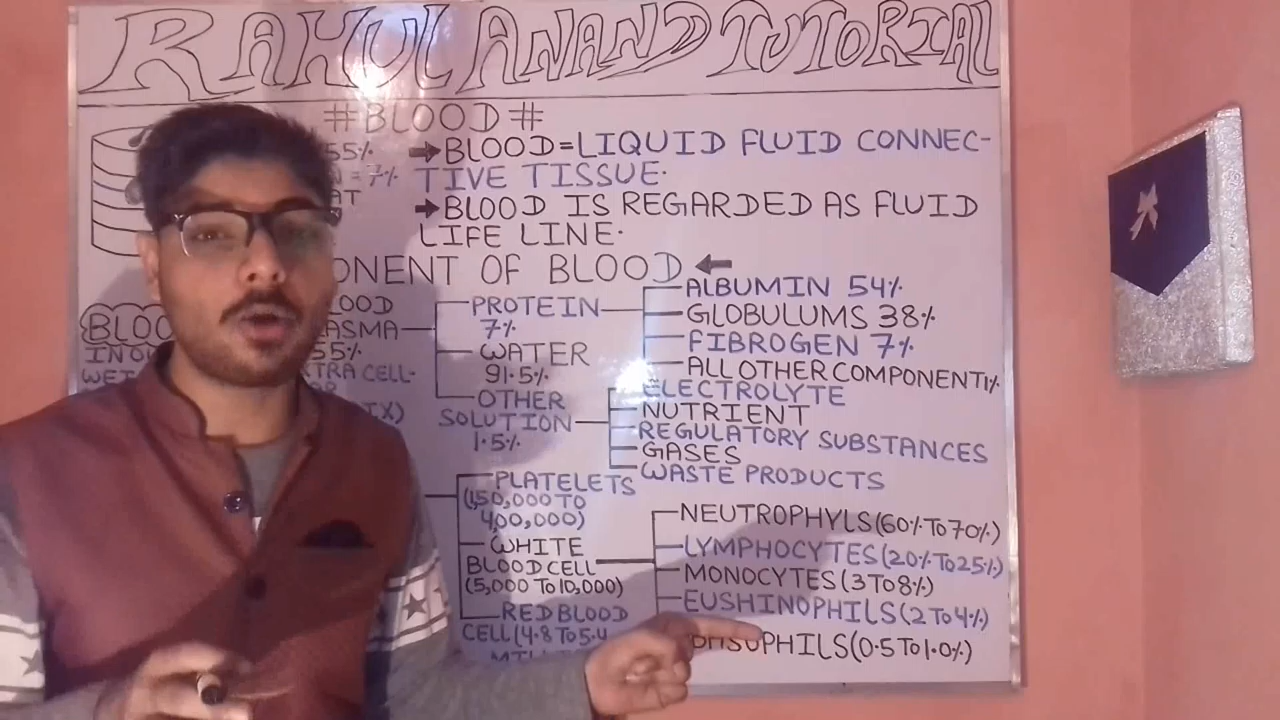 RAHUL ANAND TUTORIAL
#BLOOD#
55%
= 7%
AT
➡BLOOD=LIQUID FLUID CONNEC-
TIVE TISSUE.
➡BLOOD IS REGARDED AS FLUID
LIFE LINE.
ONENT OF BLOOD ⬅
BLOO
LOOD
ASMA
55%
TRA CELL-
IX)
PROTEIN
7%
WATER
91.5%
OTHER
SOLUTION
1.5%
ALBUMIN 54%
GLOBULUMS 38%
FIBROGEN 7%
ALL OTHER COMPONENT 1%
ELECTROLYTE
NUTRIENT
REGULATORY SUBSTANCES
GASES
WASTE PRODUCTS
PLATELETS
(1,50,000 TO
4,00,000)
WHITE
BLOOD CELL
(5,000 TO 10,000)
RED BLOOD
CELL (4.8 TO 5.4
NEUTROPHYLS (60% TO 70%)
LYMPHOCYTES (20% TO 25%)
MONOCYTES (3 TO 8%)
EUSHINOPHILS (2 TO 4%)
BASOPHILS (0.5 TO 1.0%)